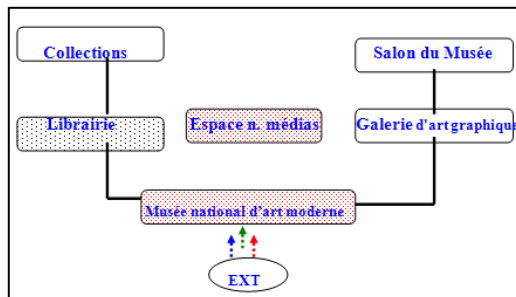 Collections
Salon du Musée
Librairie
Espace n. médias
Galerie d'art graphique
Musée national d'art moderne
EXT